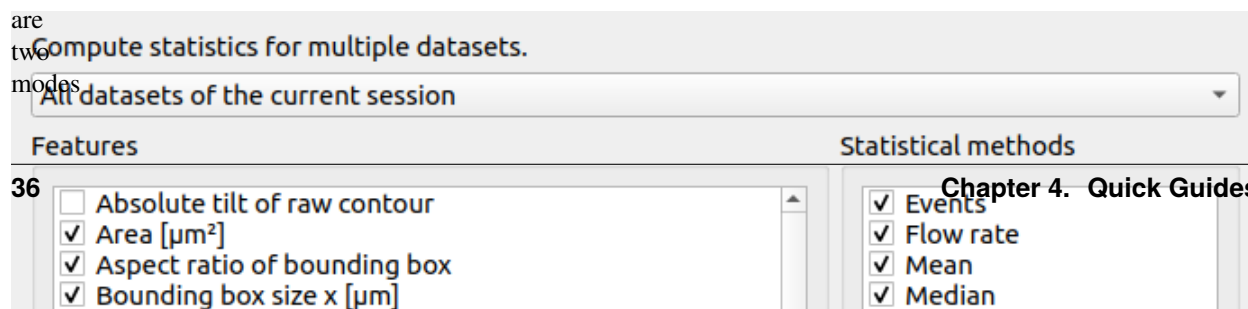 are
two
modes
Compute statistics for multiple datasets.
All datasets of the current session
Features
Statistical methods
36
Chapter 4. Quick Guides
Absolute tilt of raw contour
Events
Area [µm²]
Flow rate
Aspect ratio of bounding box
Mean
Bounding box size x [µm]
Median